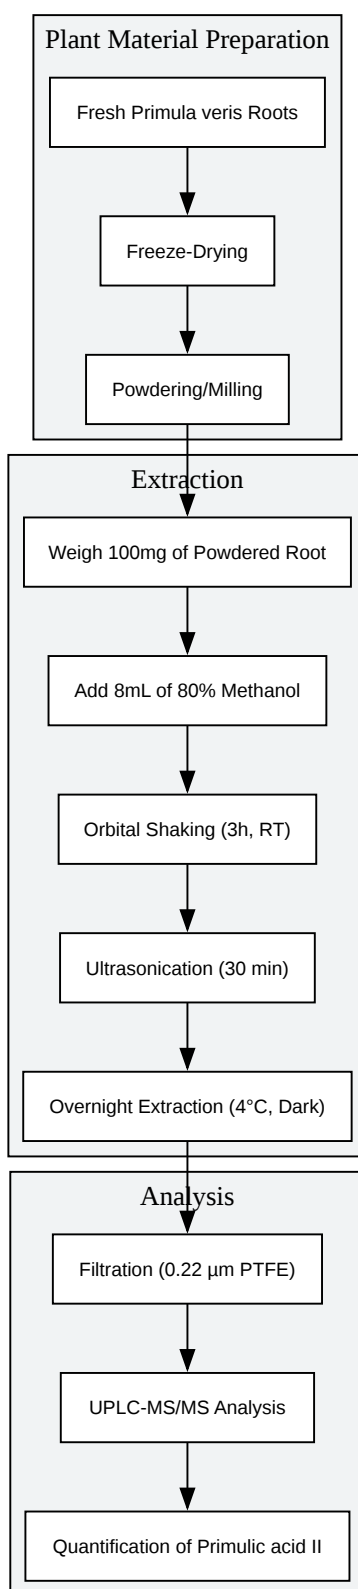 Plant Material Preparation
Fresh Primula veris Roots
Freeze-Drying
Powdering/Milling
Extraction
Weigh 100mg of Powdered Root
Add 8mL of 80% Methanol
Orbital Shaking (3h, RT)
Ultrasonication (30 min)
Overnight Extraction (4°C, Dark)
Analysis
Filtration (0.22 µm PTFE)
UPLC-MS/MS Analysis
Quantification of Primulic acid II